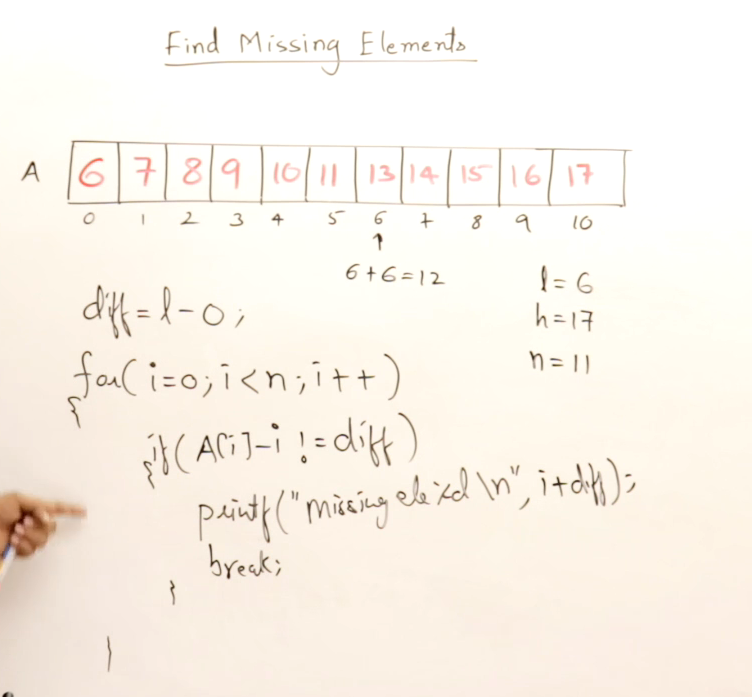 Find Missing Elements
A 6 7 8 9 10 11 13 14 15 16 17
0 1 2 3 4 5 6 7 8 9 10
↑
6+6=12
l=6
h=17
n=11
diff=l-0;
for(i=0;i<n;i++)
{
if(A[i]-i!=diff)
{
printf("missing ele %d \n",i+diff);
break;
}
}